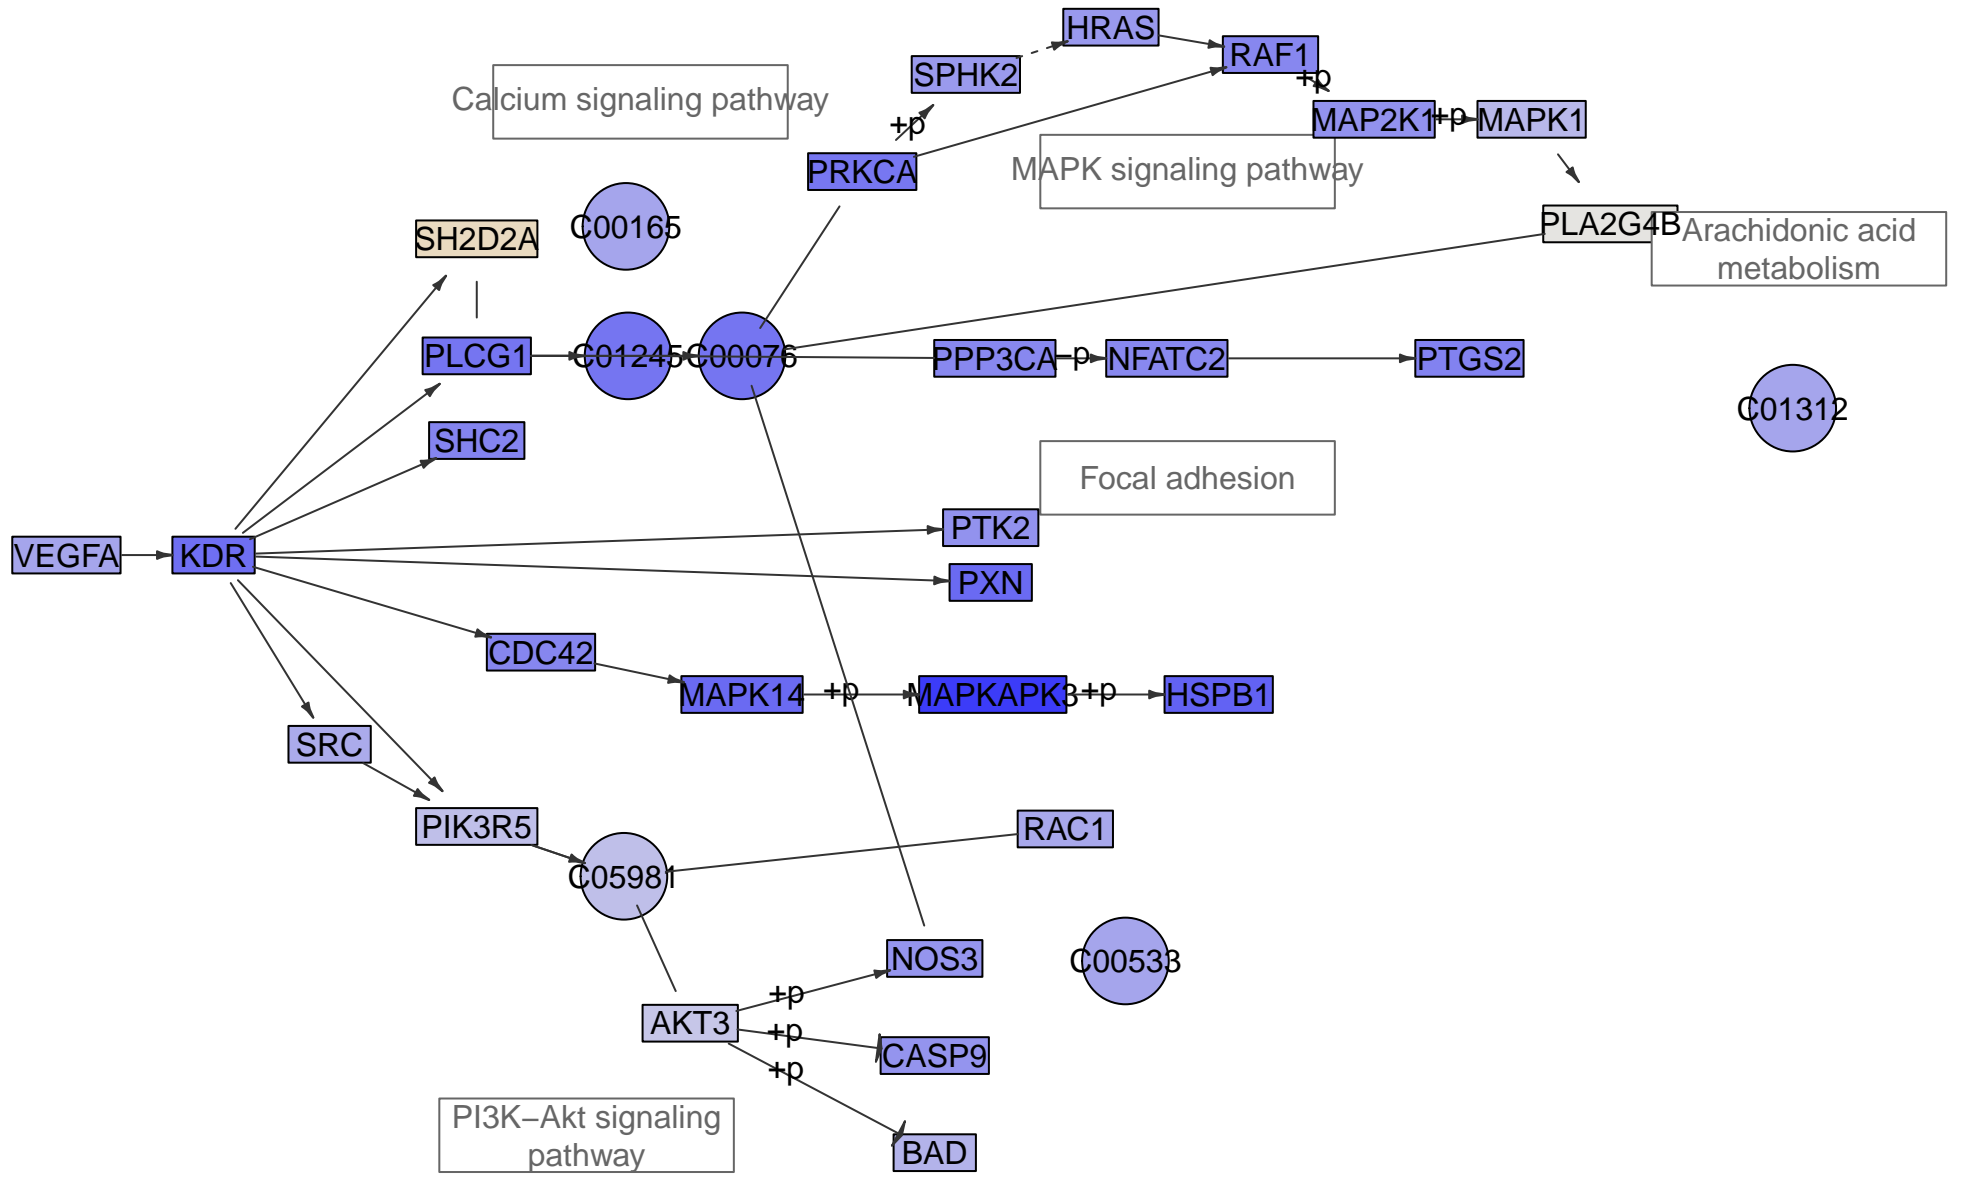 HRAS
RAF1
+p
SPHK2
Calcium signaling pathway
+p
MAP2K1
+p
MAPK1
PRKCA
MAPK signaling pathway
C00165
SH2D2A
PLA2G4B
Arachidonic acid
metabolism
PLCG1
C01245
C00076
PPP3CA
−p
NFATC2
PTGS2
C01312
SHC2
Focal adhesion
PTK2
VEGFA
KDR
PXN
CDC42
MAPK14
+p
MAPKAPK3
+p
HSPB1
SRC
PIK3R5
RAC1
C05981
NOS3
C00533
+p
AKT3
+p
CASP9
+p
PI3K−Akt signaling
pathway
BAD